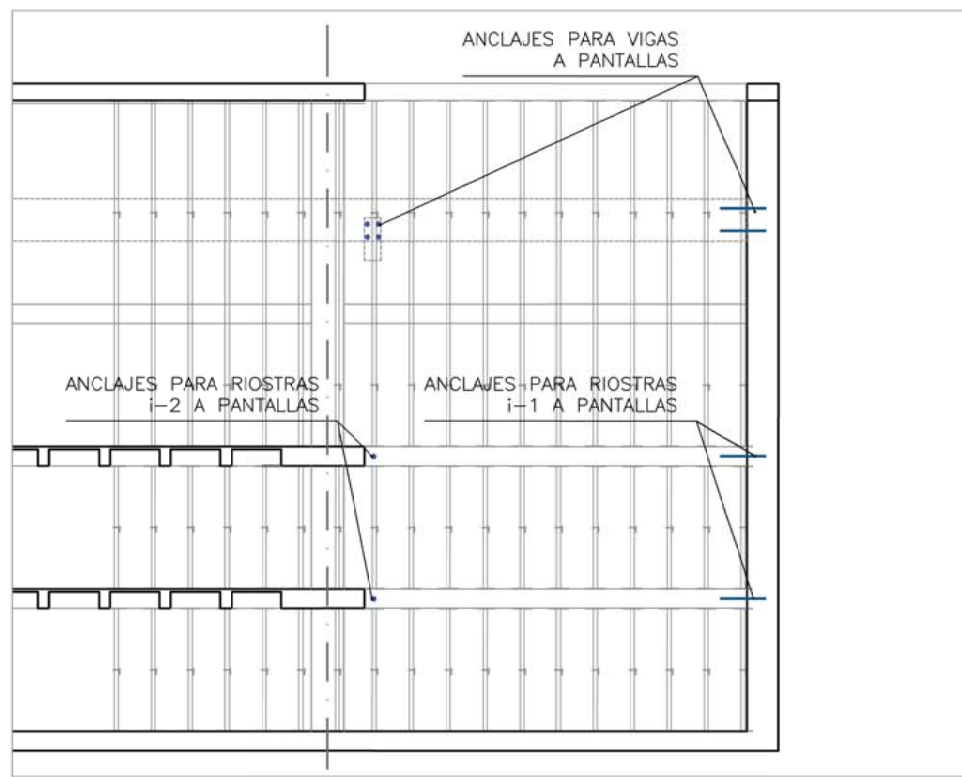 ANCLAJES PARA VIGAS
A PANTALLAS
ANCLAJES PARA RIOSTRAS
i-2 A PANTALLAS
ANCLAJES PARA RIOSTRAS
i-1 A PANTALLAS